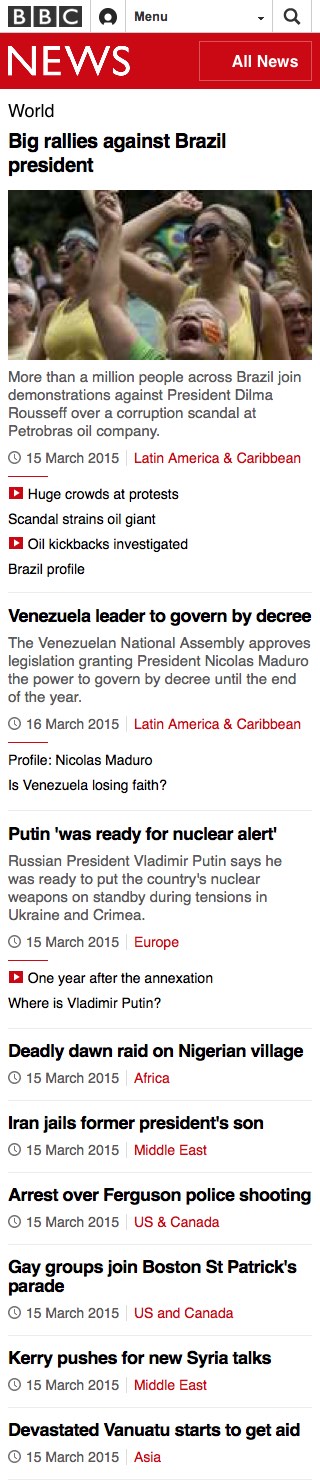 BBC
Menu
NEWS
All News
World
Big rallies against Brazil
president
More than a million people across Brazil join
demonstrations against President Dilma
Rousseff over a corruption scandal at
Petrobras oil company.
15 March 2015
Latin America & Caribbean
Huge crowds at protests
Scandal strains oil giant
Oil kickbacks investigated
Brazil profile
Venezuela leader to govern by decree
The Venezuelan National Assembly approves
legislation granting President Nicolas Maduro
the power to govern by decree until the end
of the year.
16 March 2015
Latin America & Caribbean
Profile: Nicolas Maduro
Is Venezuela losing faith?
Putin 'was ready for nuclear alert'
Russian President Vladimir Putin says he
was ready to put the country's nuclear
weapons on standby during tensions in
Ukraine and Crimea.
15 March 2015
Europe
One year after the annexation
Where is Vladimir Putin?
Deadly dawn raid on Nigerian village
15 March 2015
Africa
Iran jails former president's son
15 March 2015
Middle East
Arrest over Ferguson police shooting
15 March 2015
US & Canada
Gay groups join Boston St Patrick's
parade
15 March 2015
US and Canada
Kerry pushes for new Syria talks
15 March 2015
Middle East
Devastated Vanuatu starts to get aid
15 March 2015
Asia